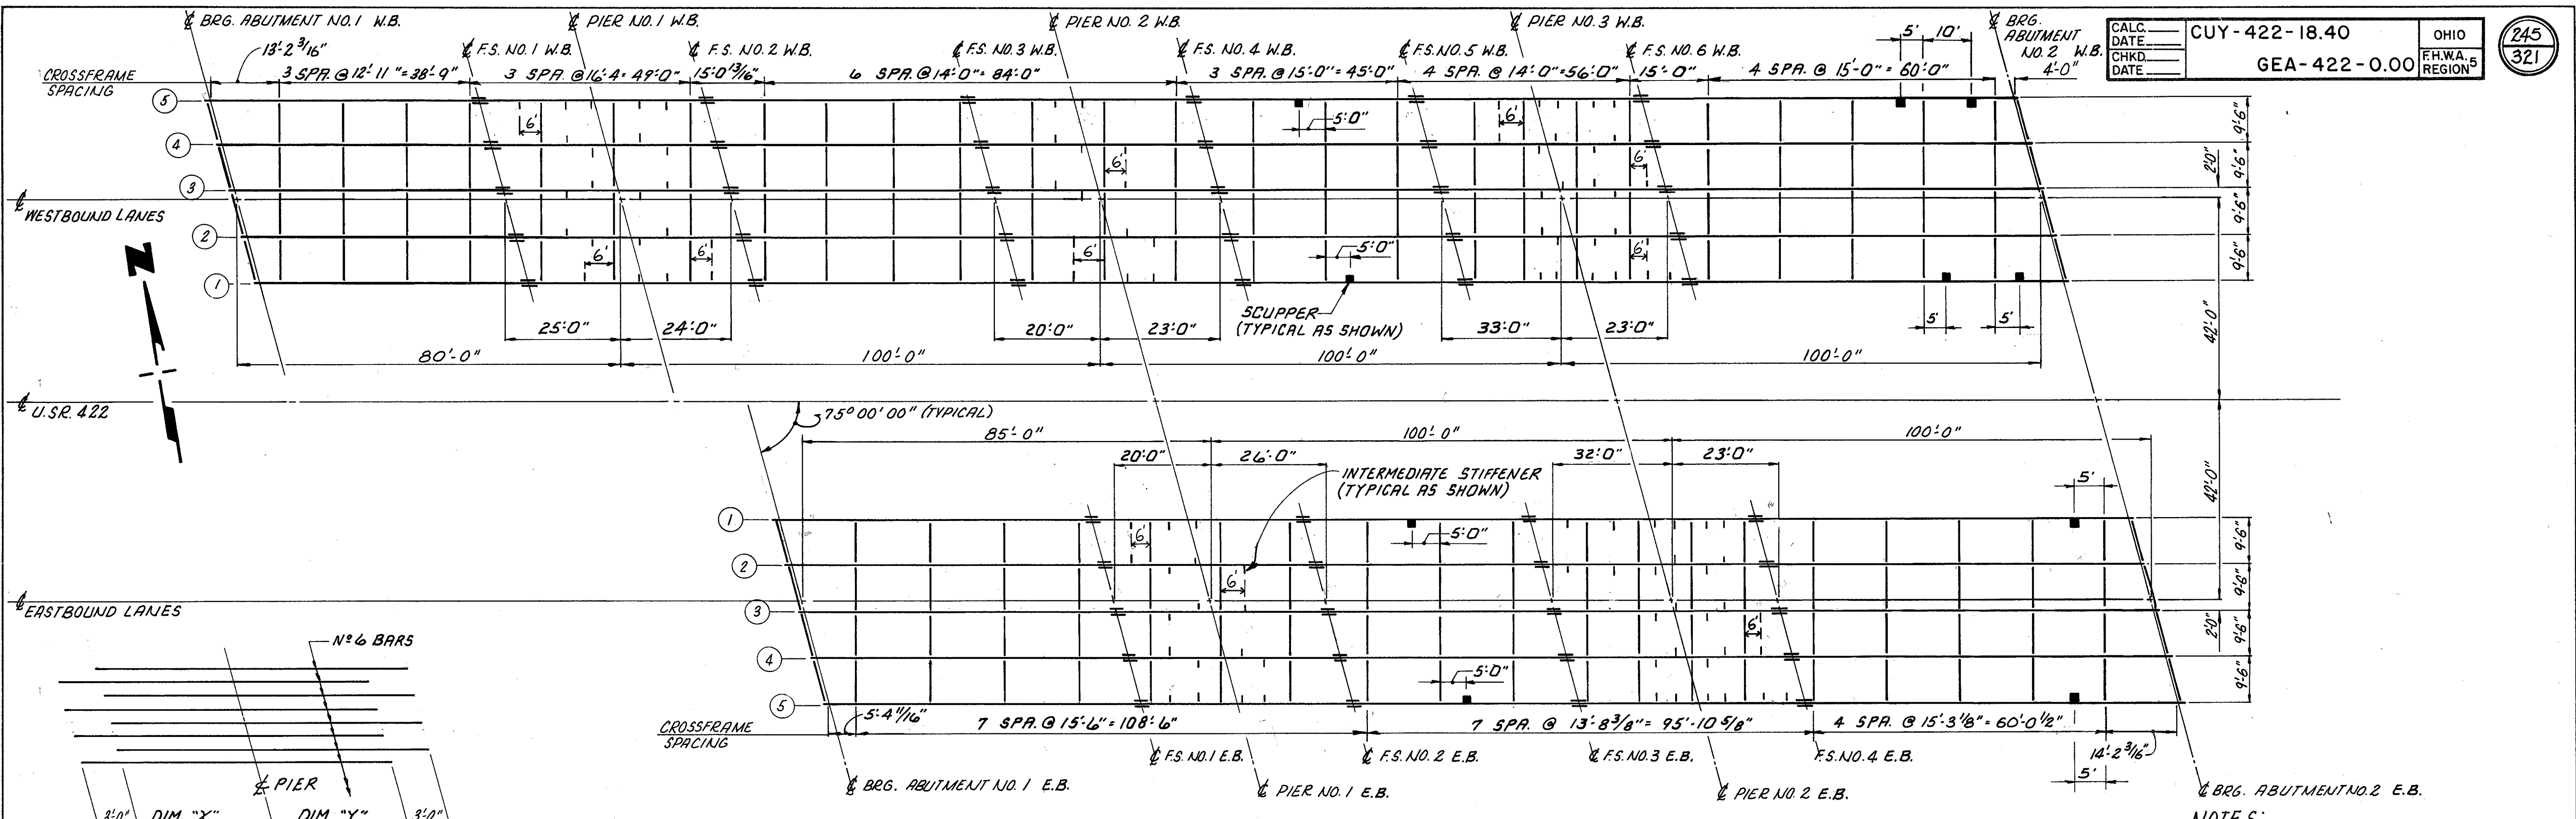 ℄ BRG. ABUTMENT NO.1 W.B.
℄ PIER NO.1 W.B.
℄ PIER NO.2 W.B.
℄ PIER NO.3 W.B.
℄ BRG.
ABUTMENT
NO.2 W.B.
CALC.
DATE
CHKD.
DATE
CUY-422-18.40
GEA-422-0.00
OHIO
F.H.W.A.
REGION 5
245
321
13'-2 3/16"
℄ F.S. NO.1 W.B.
℄ F.S. NO.2 W.B.
℄ F.S. NO.3 W.B.
℄ F.S. NO.4 W.B.
℄ F.S. NO.5 W.B.
℄ F.S. NO.6 W.B.
5'
10'
CROSSFRAME
SPACING
3 SPA. @ 12'-11" = 38'-9"
3 SPA. @ 16'-4 = 49'-0"
15'-0 13/16"
6 SPA. @ 14'-0" = 84'-0"
3 SPA. @ 15'-0" = 45'-0"
4 SPA. @ 14'-0" = 56'-0"
15'-0"
4 SPA. @ 15'-0" = 60'-0"
4'-0"
5
4
3
2
1
6'
5'-0"
6'
6'
6'
9'-6"
9'-6"
9'-6"
9'-6"
2'-0"
℄ WESTBOUND LANES
N
6'
6'
6'
5'-0"
6'
SCUPPER
(TYPICAL AS SHOWN)
25'-0"
24'-0"
20'-0"
23'-0"
33'-0"
23'-0"
5'
5'
80'-0"
100'-0"
100'-0"
100'-0"
42'-0"
℄ U.S.R. 422
75° 00' 00" (TYPICAL)
85'-0"
100'-0"
100'-0"
20'-0"
26'-0"
32'-0"
23'-0"
INTERMEDIATE STIFFENER
(TYPICAL AS SHOWN)
5'
42'-0"
1
2
3
4
5
6'
6'
5'-0"
6'
5'-0"
9'-6"
9'-6"
9'-6"
9'-6"
2'-0"
℄ EASTBOUND LANES
Nº 6 BARS
CROSSFRAME
SPACING
5'-4 11/16"
7 SPA. @ 15'-6" = 108'-6"
7 SPA. @ 13'-8 3/8" = 95'-10 5/8"
4 SPA. @ 15'-3 1/8" = 60'-0 1/2"
14'-2 3/16"
5'
℄ F.S. NO.1 E.B.
℄ F.S. NO.2 E.B.
℄ F.S. NO.3 E.B.
F.S. NO.4 E.B.
℄ BRG. ABUTMENT NO.1 E.B.
℄ PIER NO.1 E.B.
℄ PIER NO.2 E.B.
℄ BRG. ABUTMENT NO.2 E.B.
℄ PIER
DIM. "X"
DIM. "Y"
3'-0"
NOTES: